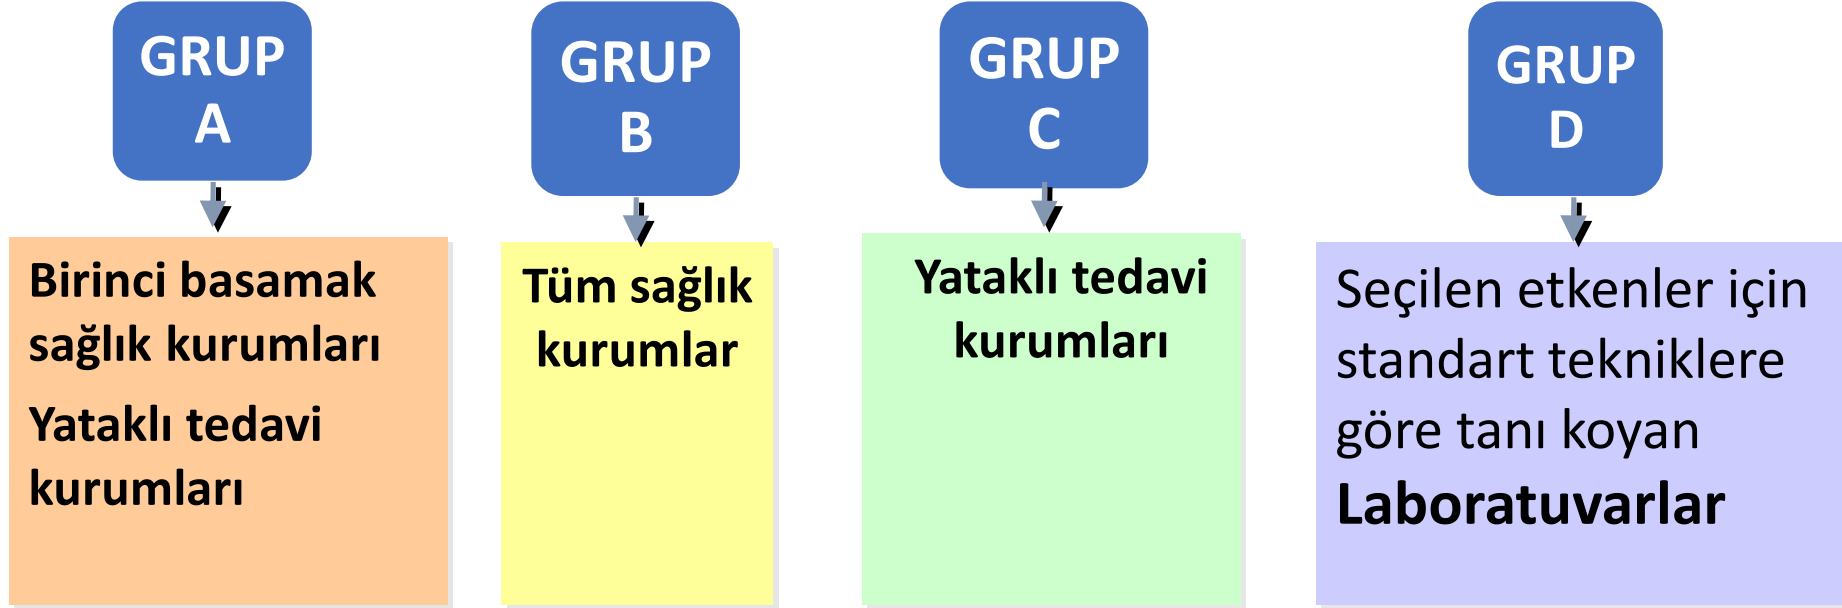 GRUP
A
Birinci basamak
sağlık kurumları
Yataklı tedavi
kurumları
GRUP
B
Tüm sağlık
kurumlar
GRUP
C
Yataklı tedavi
kurumları
GRUP
D
Seçilen etkenler için
standart tekniklere
göre tanı koyan
Laboratuvarlar